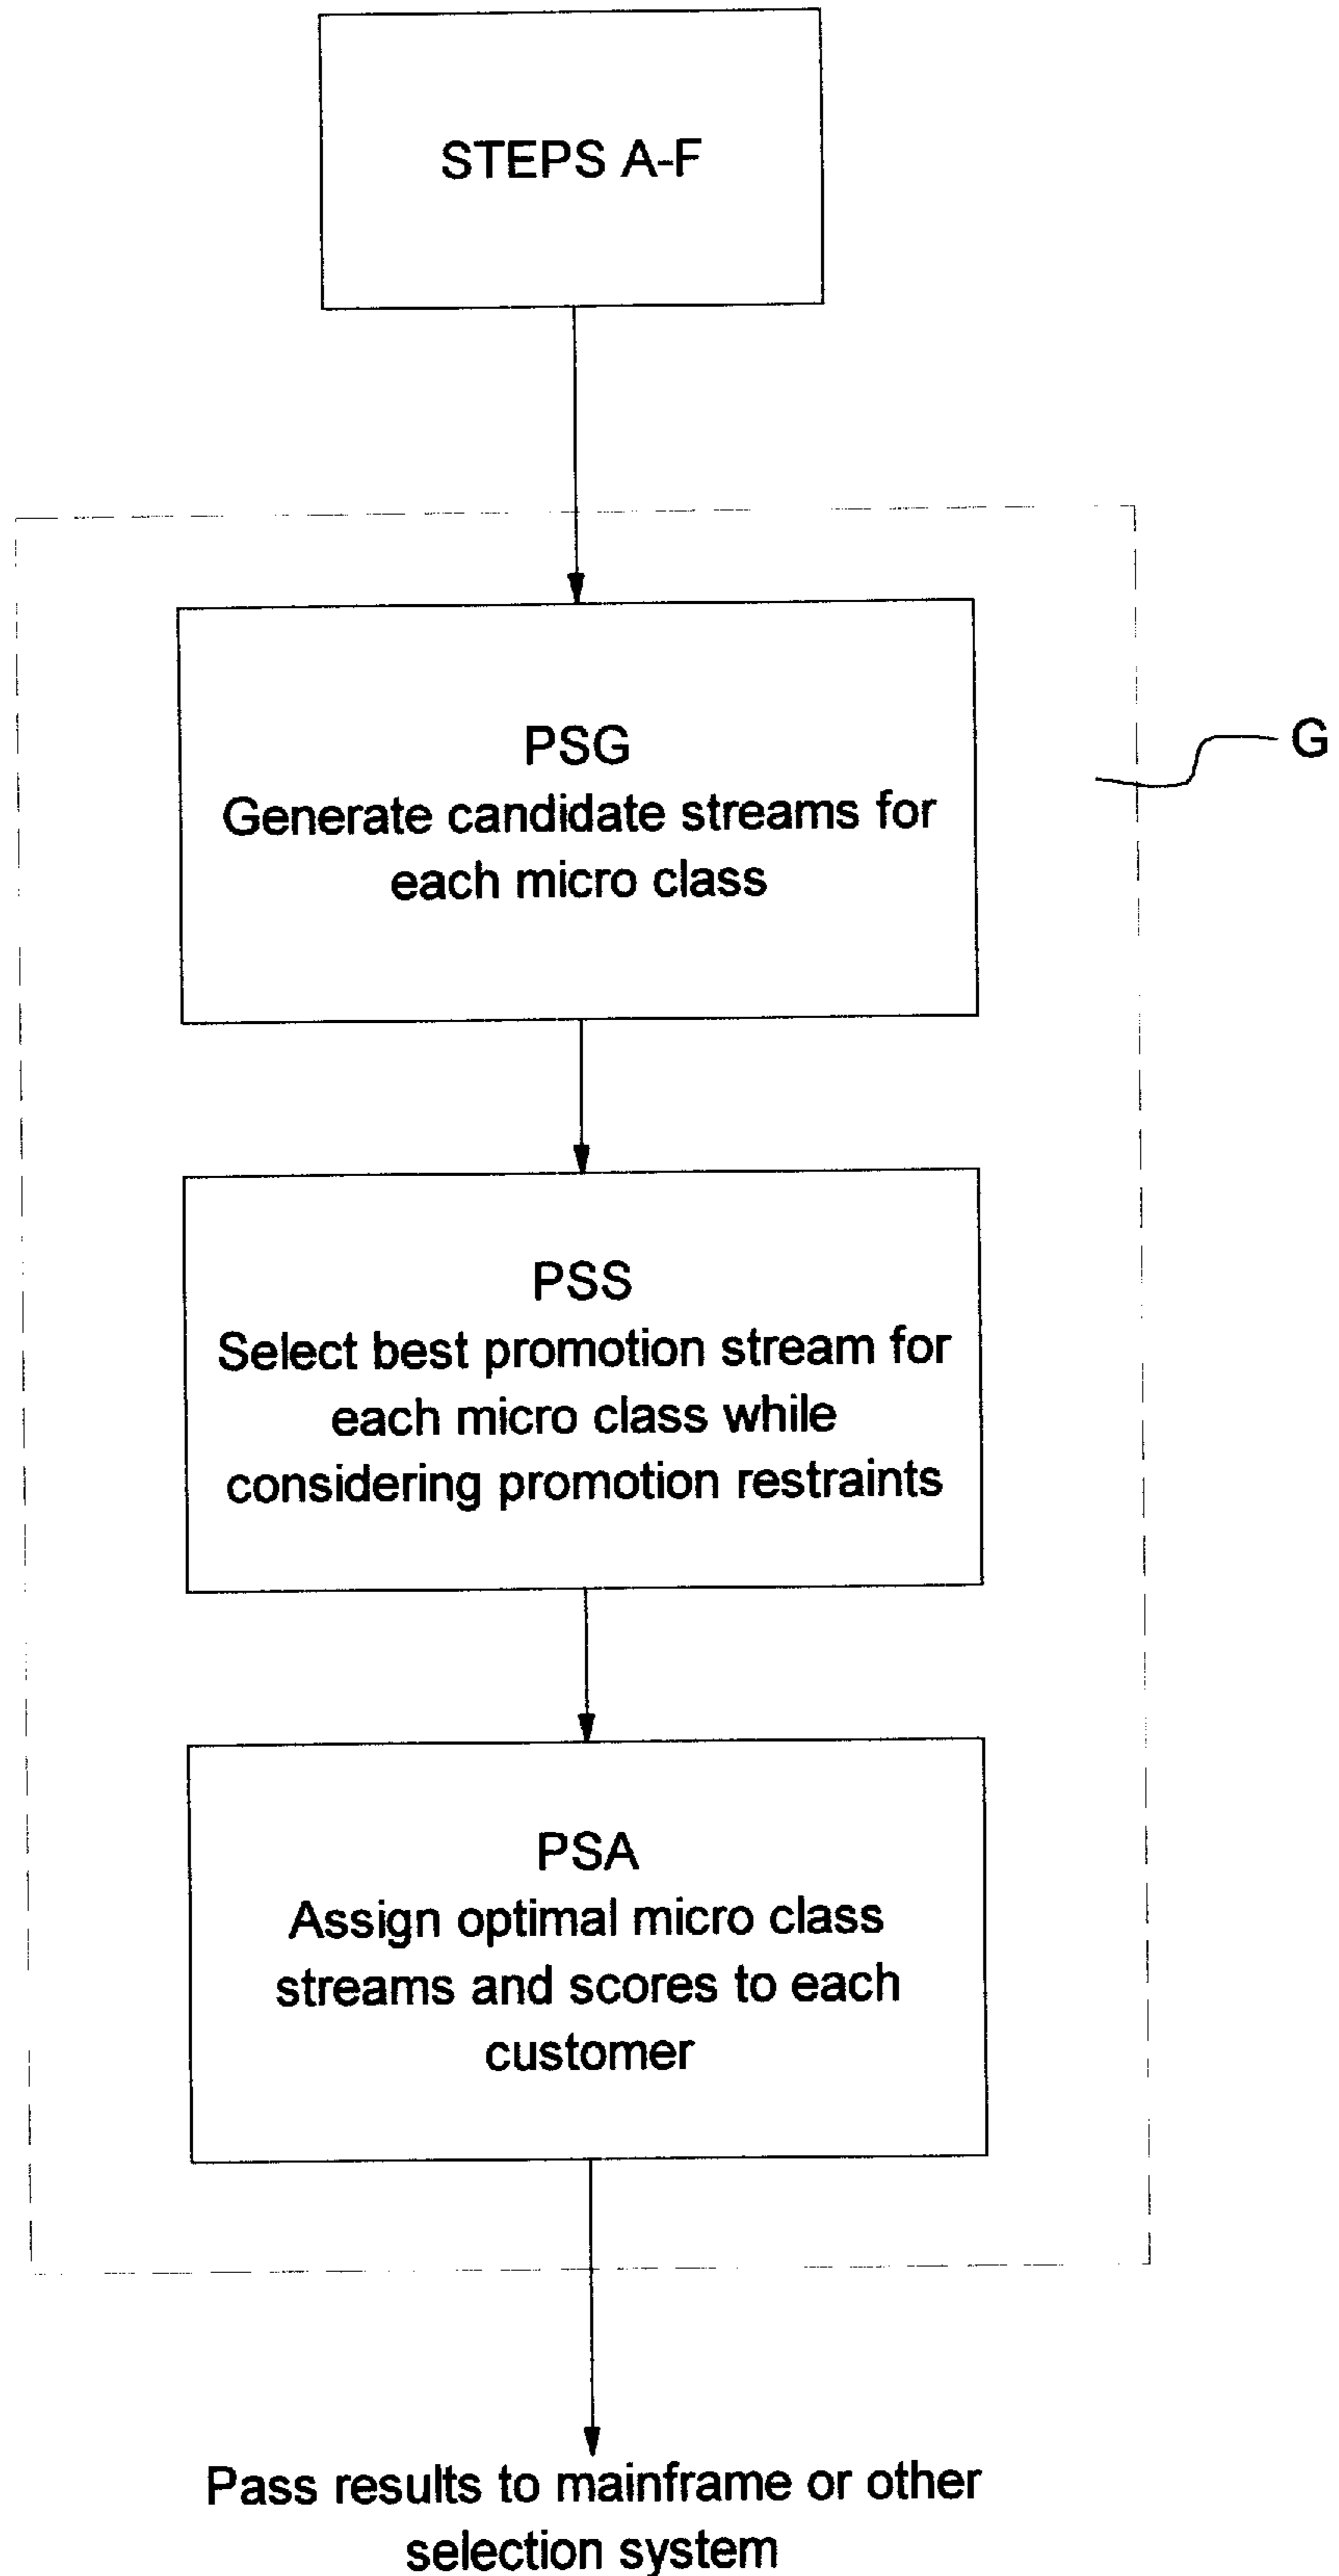 STEPS A-F
PSG
Generate candidate streams for
each micro class
G
PSS
Select best promotion stream for
each micro class while
considering promotion restraints
PSA
Assign optimal micro class
streams and scores to each
customer
Pass results to mainframe or other
selection system